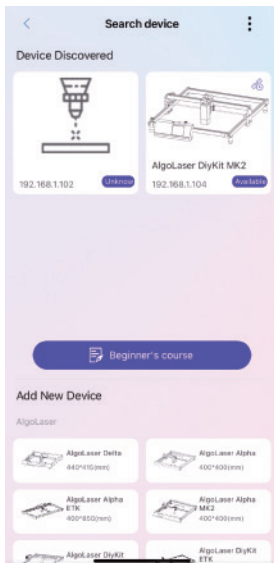 Search device
Device Discovered
AlgoLaser DiyKit MK2
192.168.1.102 Unknow
192.168.1.104 Available
Beginner's course
Add New Device
AlgoLaser
AlgoLaser Delta
440*410(mm)
AlgoLaser Alpha
400*400(mm)
AlgoLaser Alpha
ETK
400*850(mm)
AlgoLaser Alpha
MK2
400*400(mm)
AlgoLaser DiyKit
AlgoLaser DiyKit
ETK